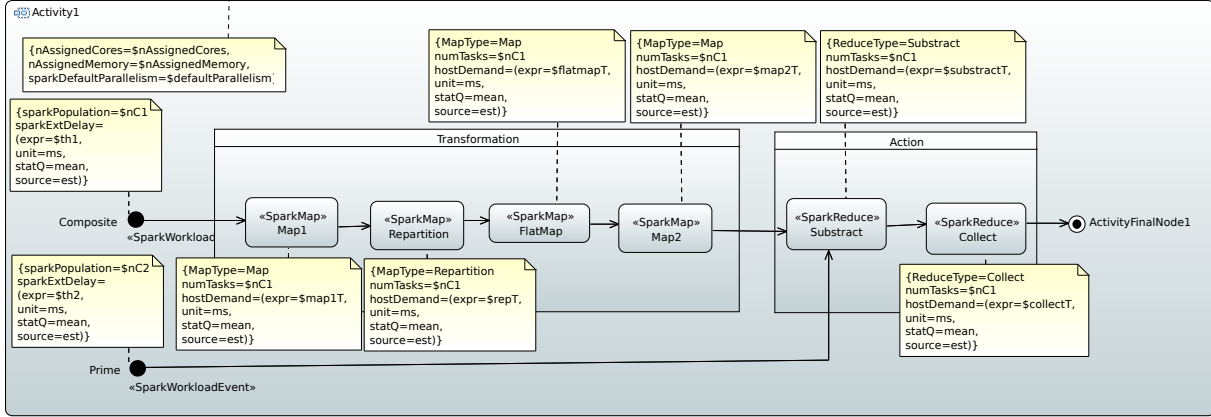 Activity1
{nAssignedCores=$nAssignedCores,
nAssignedMemory=$nAssignedMemory,
sparkDefaultParallelism=$defaultParallelism}
{MapType=Map
numTasks=$nC1
hostDemand=(expr=$flatmapT,
unit=ms,
statQ=mean,
source=est)}
{MapType=Map
numTasks=$nC1
hostDemand=(expr=$map2T,
unit=ms,
statQ=mean,
source=est)}
{ReduceType=Substract
numTasks=$nC1
hostDemand=(expr=$substractT,
unit=ms,
statQ=mean,
source=est)}
{sparkPopulation=$nC1
sparkExtDelay=
(expr=$th1,
unit=ms,
statQ=mean,
source=est)}
Transformation
Action
Composite
«SparkWorkload
«SparkMap»
Map1
«SparkMap»
Repartition
«SparkMap»
FlatMap
«SparkMap»
Map2
«SparkReduce»
Substract
«SparkReduce»
Collect
ActivityFinalNode1
{sparkPopulation=$nC2
sparkExtDelay=
(expr=$th2,
unit=ms,
statQ=mean,
source=est)}
{MapType=Map
numTasks=$nC1
hostDemand=(expr=$map1T,
unit=ms,
statQ=mean,
source=est)}
{MapType=Repartition
numTasks=$nC1
hostDemand=(expr=$repT,
unit=ms,
statQ=mean,
source=est)}
{ReduceType=Collect
numTasks=$nC1
hostDemand=(expr=$collectT,
unit=ms,
statQ=mean,
source=est)}
Prime
«SparkWorkloadEvent»